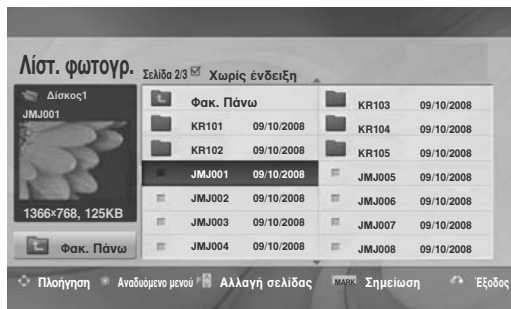 Λίστ. φωτογρ. Σελίδα 2/3 Χωρίς ένδειξη
Δίσκος1
JMJ001
1366×768, 125KB
Φακ. Πάνω
Φακ. Πάνω
KR101 09/10/2008
KR102 09/10/2008
JMJ001 09/10/2008
JMJ002 09/10/2008
JMJ003 09/10/2008
JMJ004 09/10/2008
KR103 09/10/2008
KR104 09/10/2008
KR105 09/10/2008
JMJ005 09/10/2008
JMJ006 09/10/2008
JMJ007 09/10/2008
JMJ008 09/10/2008
Πλοήγηση Αναδυόμενο μενού Αλλαγή σελίδας MARK Σημείωση Έξοδος